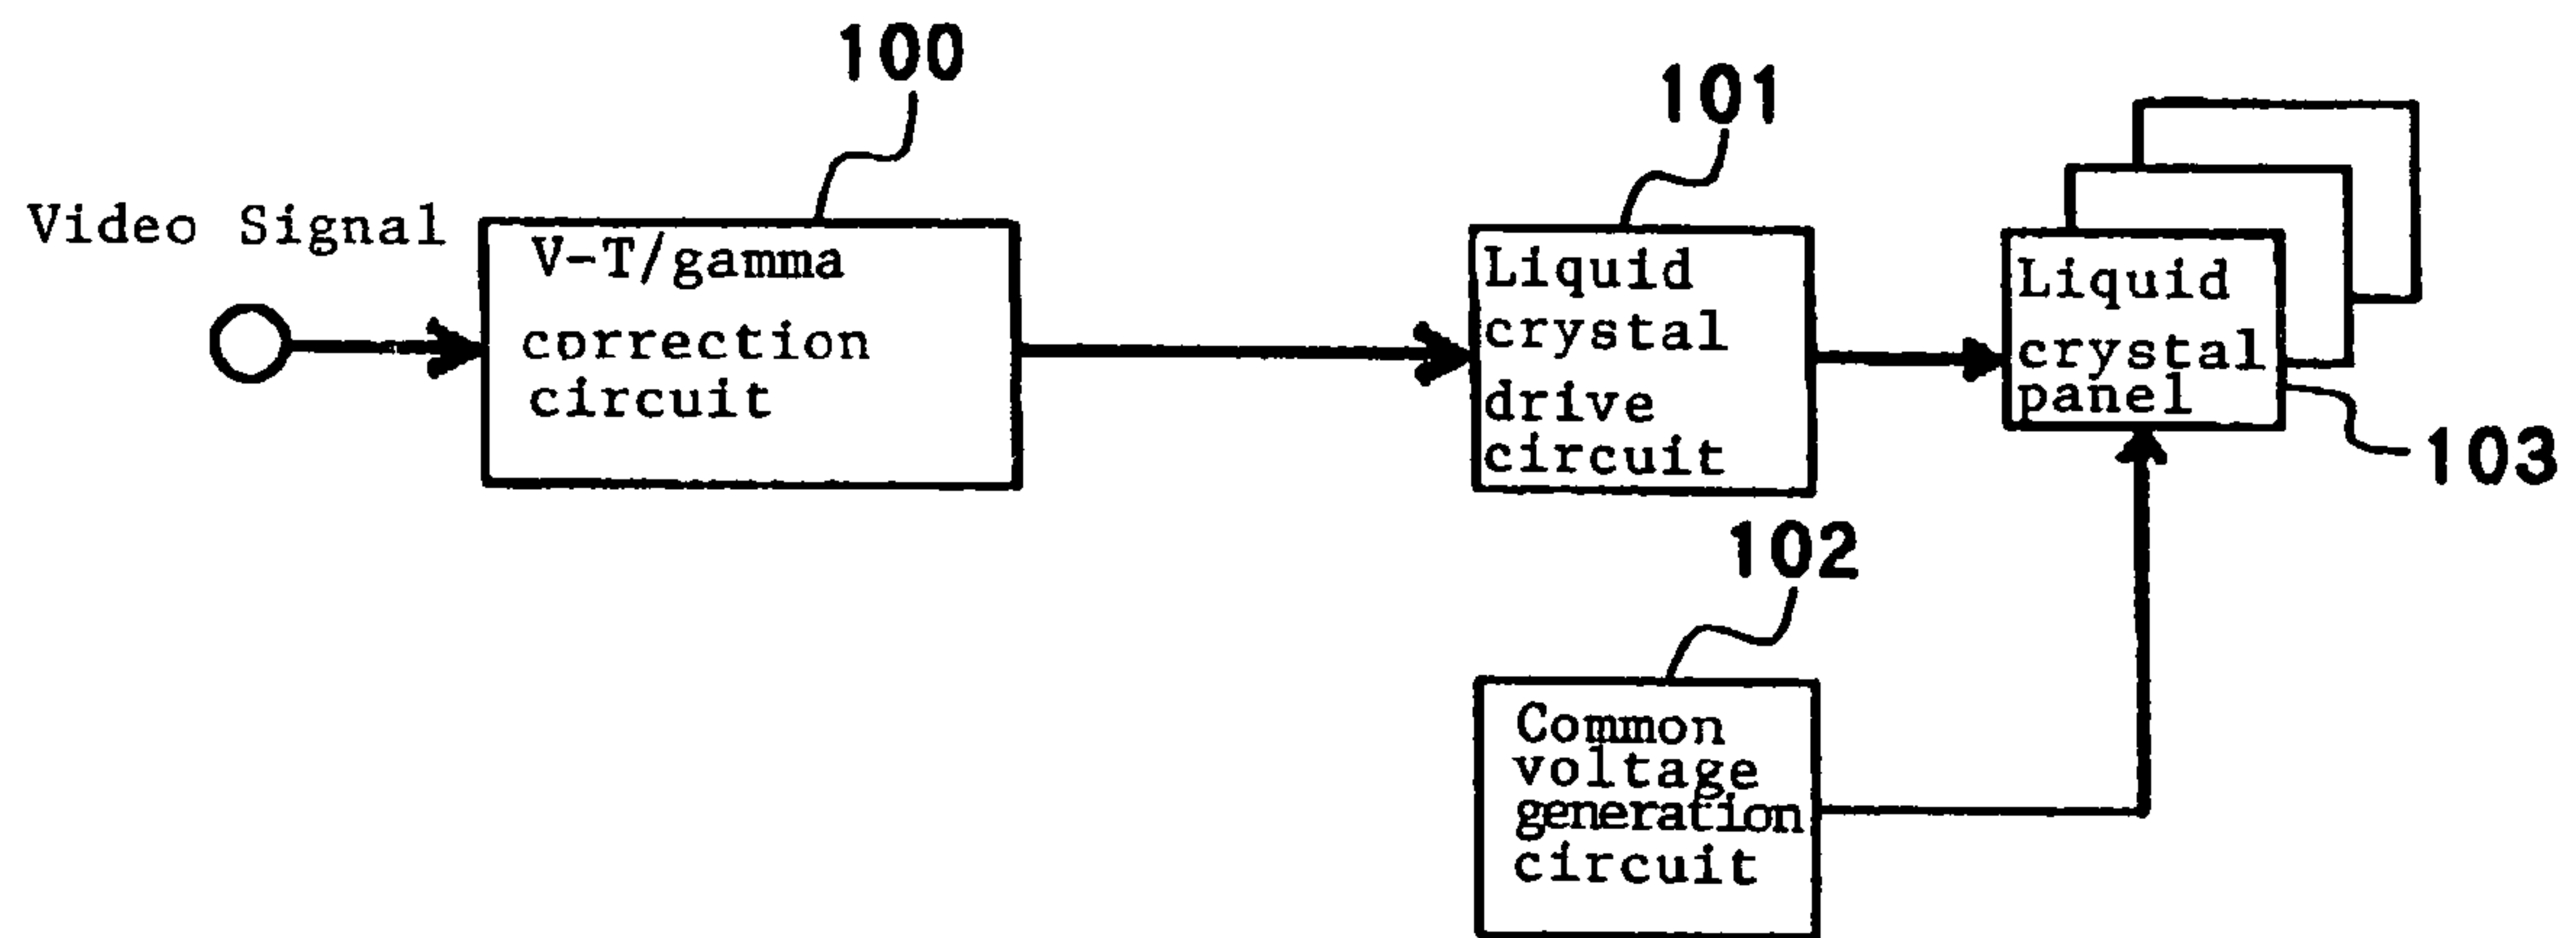 100
101
Video Signal
V-T/gamma
correction
circuit
Liquid
crystal
drive
circuit
Liquid
crystal
panel
103
102
Common
voltage
generation
circuit